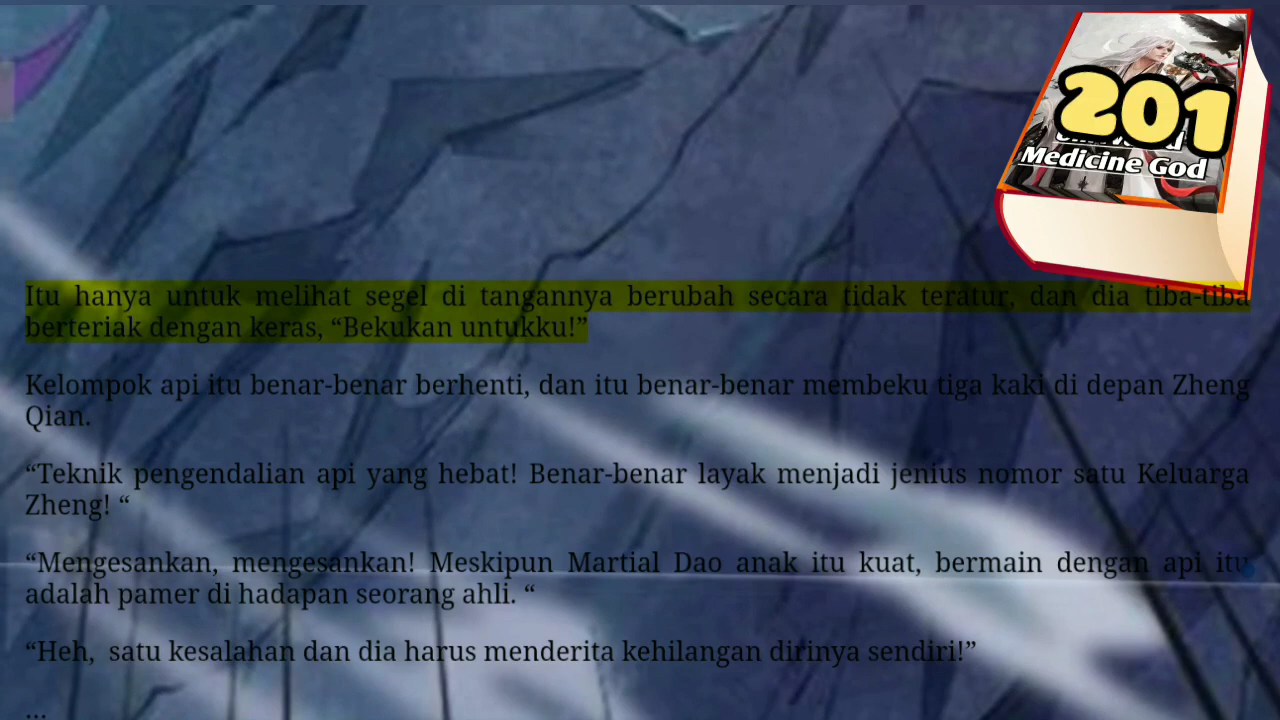 201
Medicine God
Itu hanya untuk melihat segel di tangannya berubah secara tidak teratur, dan dia tiba-tiba
berteriak dengan keras, “Bekukan untukku!”
Kelompok api itu benar-benar berhenti, dan itu benar-benar membeku tiga kaki di depan Zheng
Qian.
“Teknik pengendalian api yang hebat! Benar-benar layak menjadi jenius nomor satu Keluarga
Zheng! “
“Mengesankan, mengesankan! Meskipun Martial Dao anak itu kuat, bermain dengan api itu
adalah pamer di hadapan seorang ahli. “
“Heh,  satu kesalahan dan dia harus menderita kehilangan dirinya sendiri!”
...